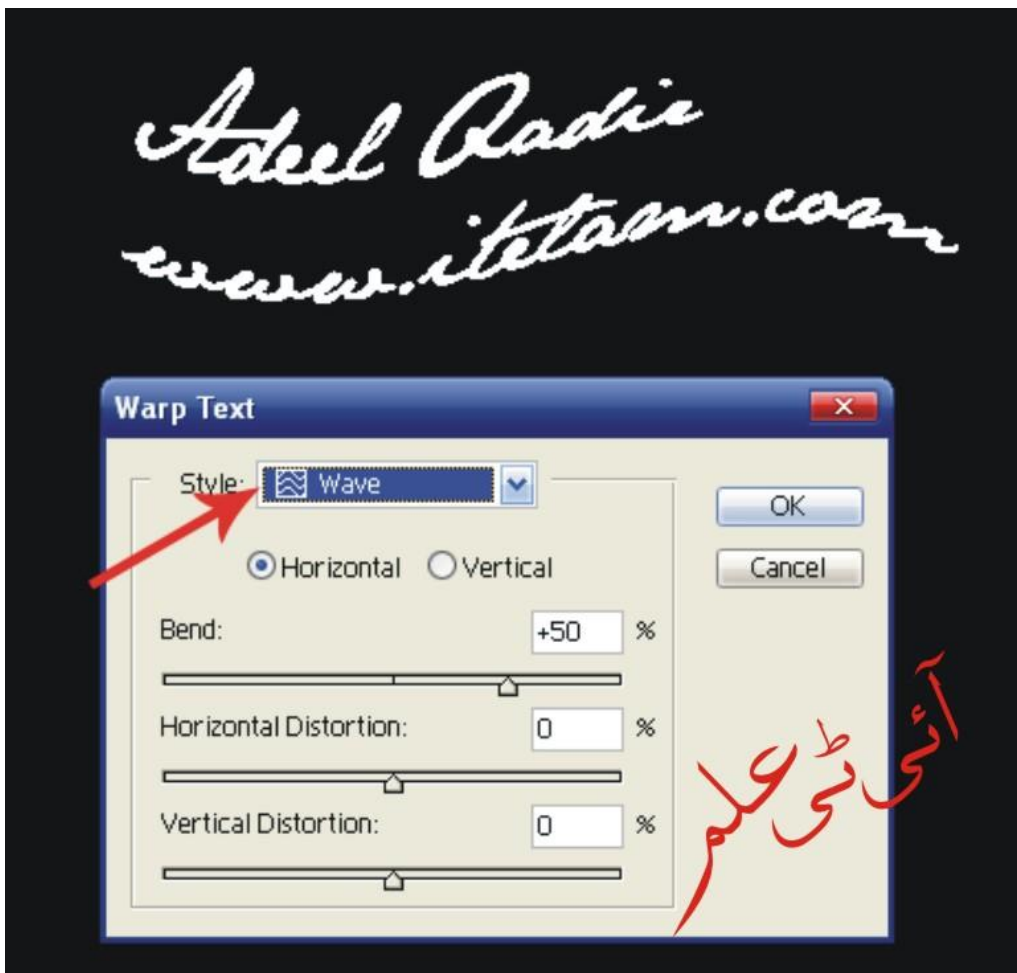 Adeel Qadir
www.itetam.com
Warp Text
Style: Wave
Horizontal Vertical
OK
Cancel
Bend: +50 %
Horizontal Distortion: 0 %
Vertical Distortion: 0 %
آئی ٹی علم